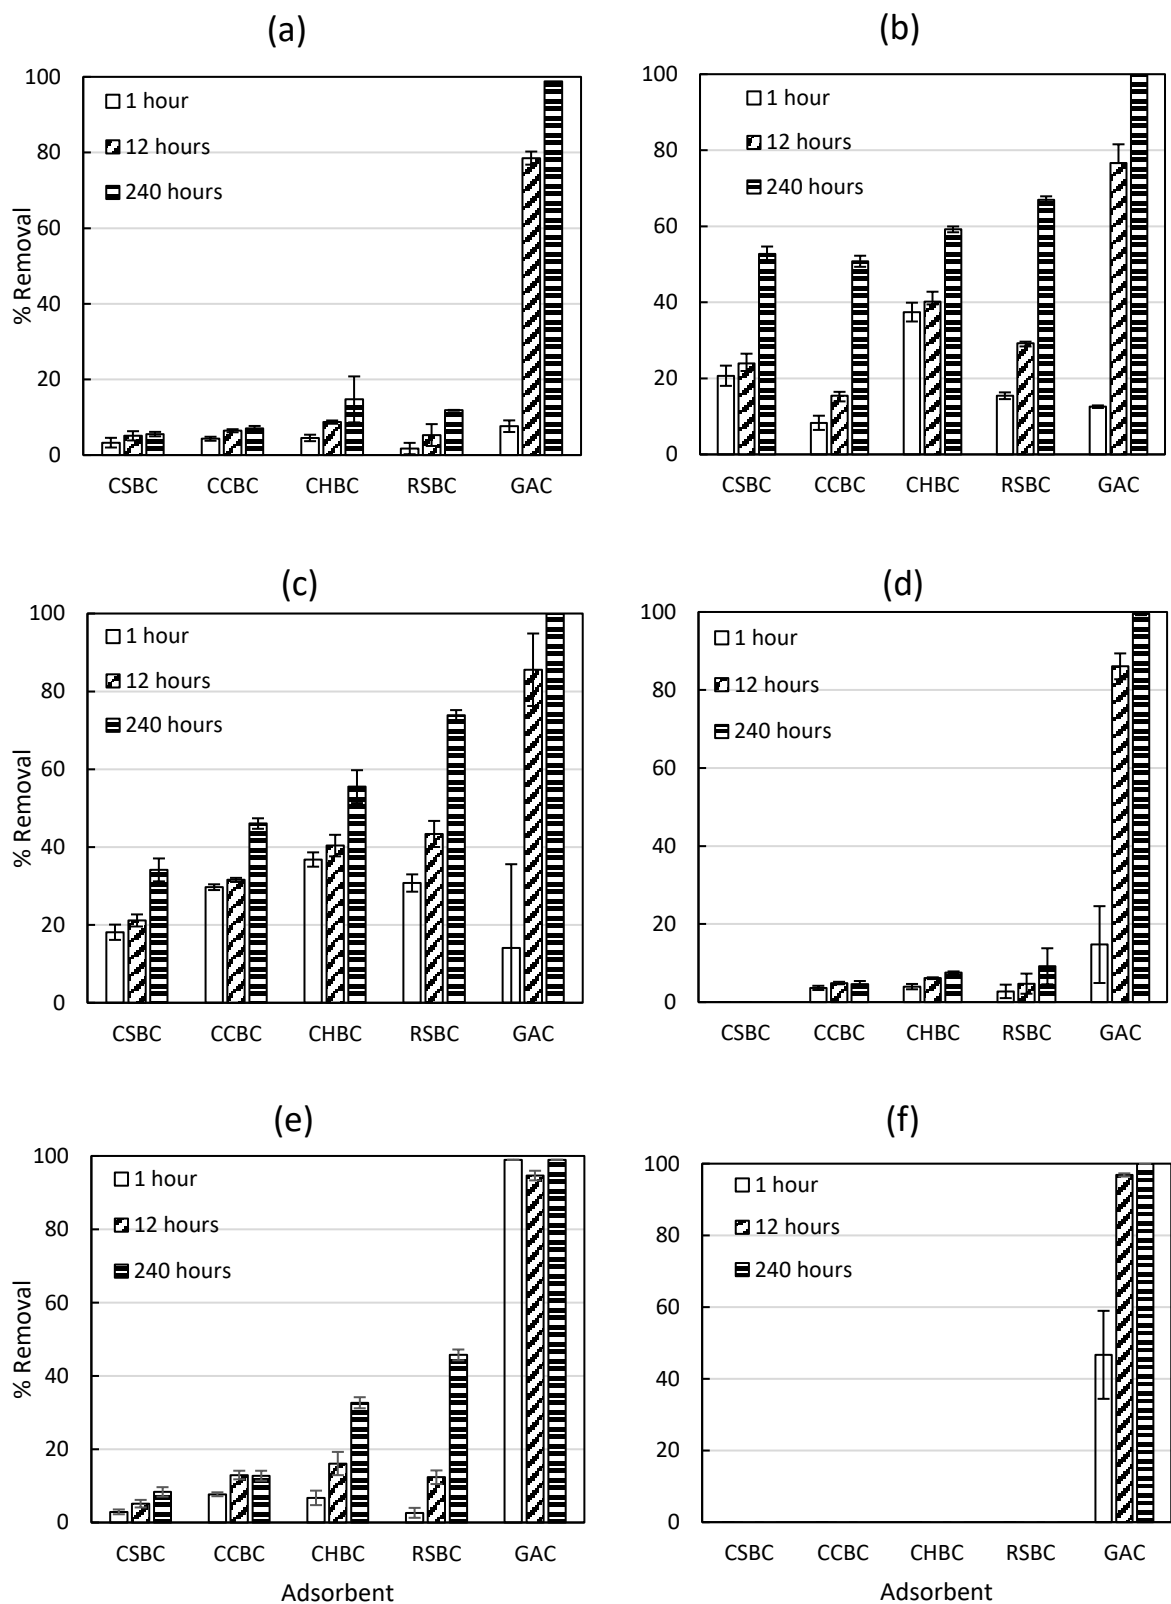 (a)
% Removal
100
80
60
40
20
0
1 hour
12 hours
240 hours
CSBC CCBC CHBC RSBC GAC
(b)
100
80
60
40
20
0
1 hour
12 hours
240 hours
CSBC CCBC CHBC RSBC GAC
(c)
% Removal
100
80
60
40
20
0
1 hour
12 hours
240 hours
CSBC CCBC CHBC RSBC GAC
(d)
100
80
60
40
20
0
1 hour
12 hours
240 hours
CSBC CCBC CHBC RSBC GAC
(e)
% Removal
100
80
60
40
20
0
1 hour
12 hours
240 hours
CSBC CCBC CHBC RSBC GAC
Adsorbent
(f)
100
80
60
40
20
0
1 hour
12 hours
240 hours
CSBC CCBC CHBC RSBC GAC
Adsorbent